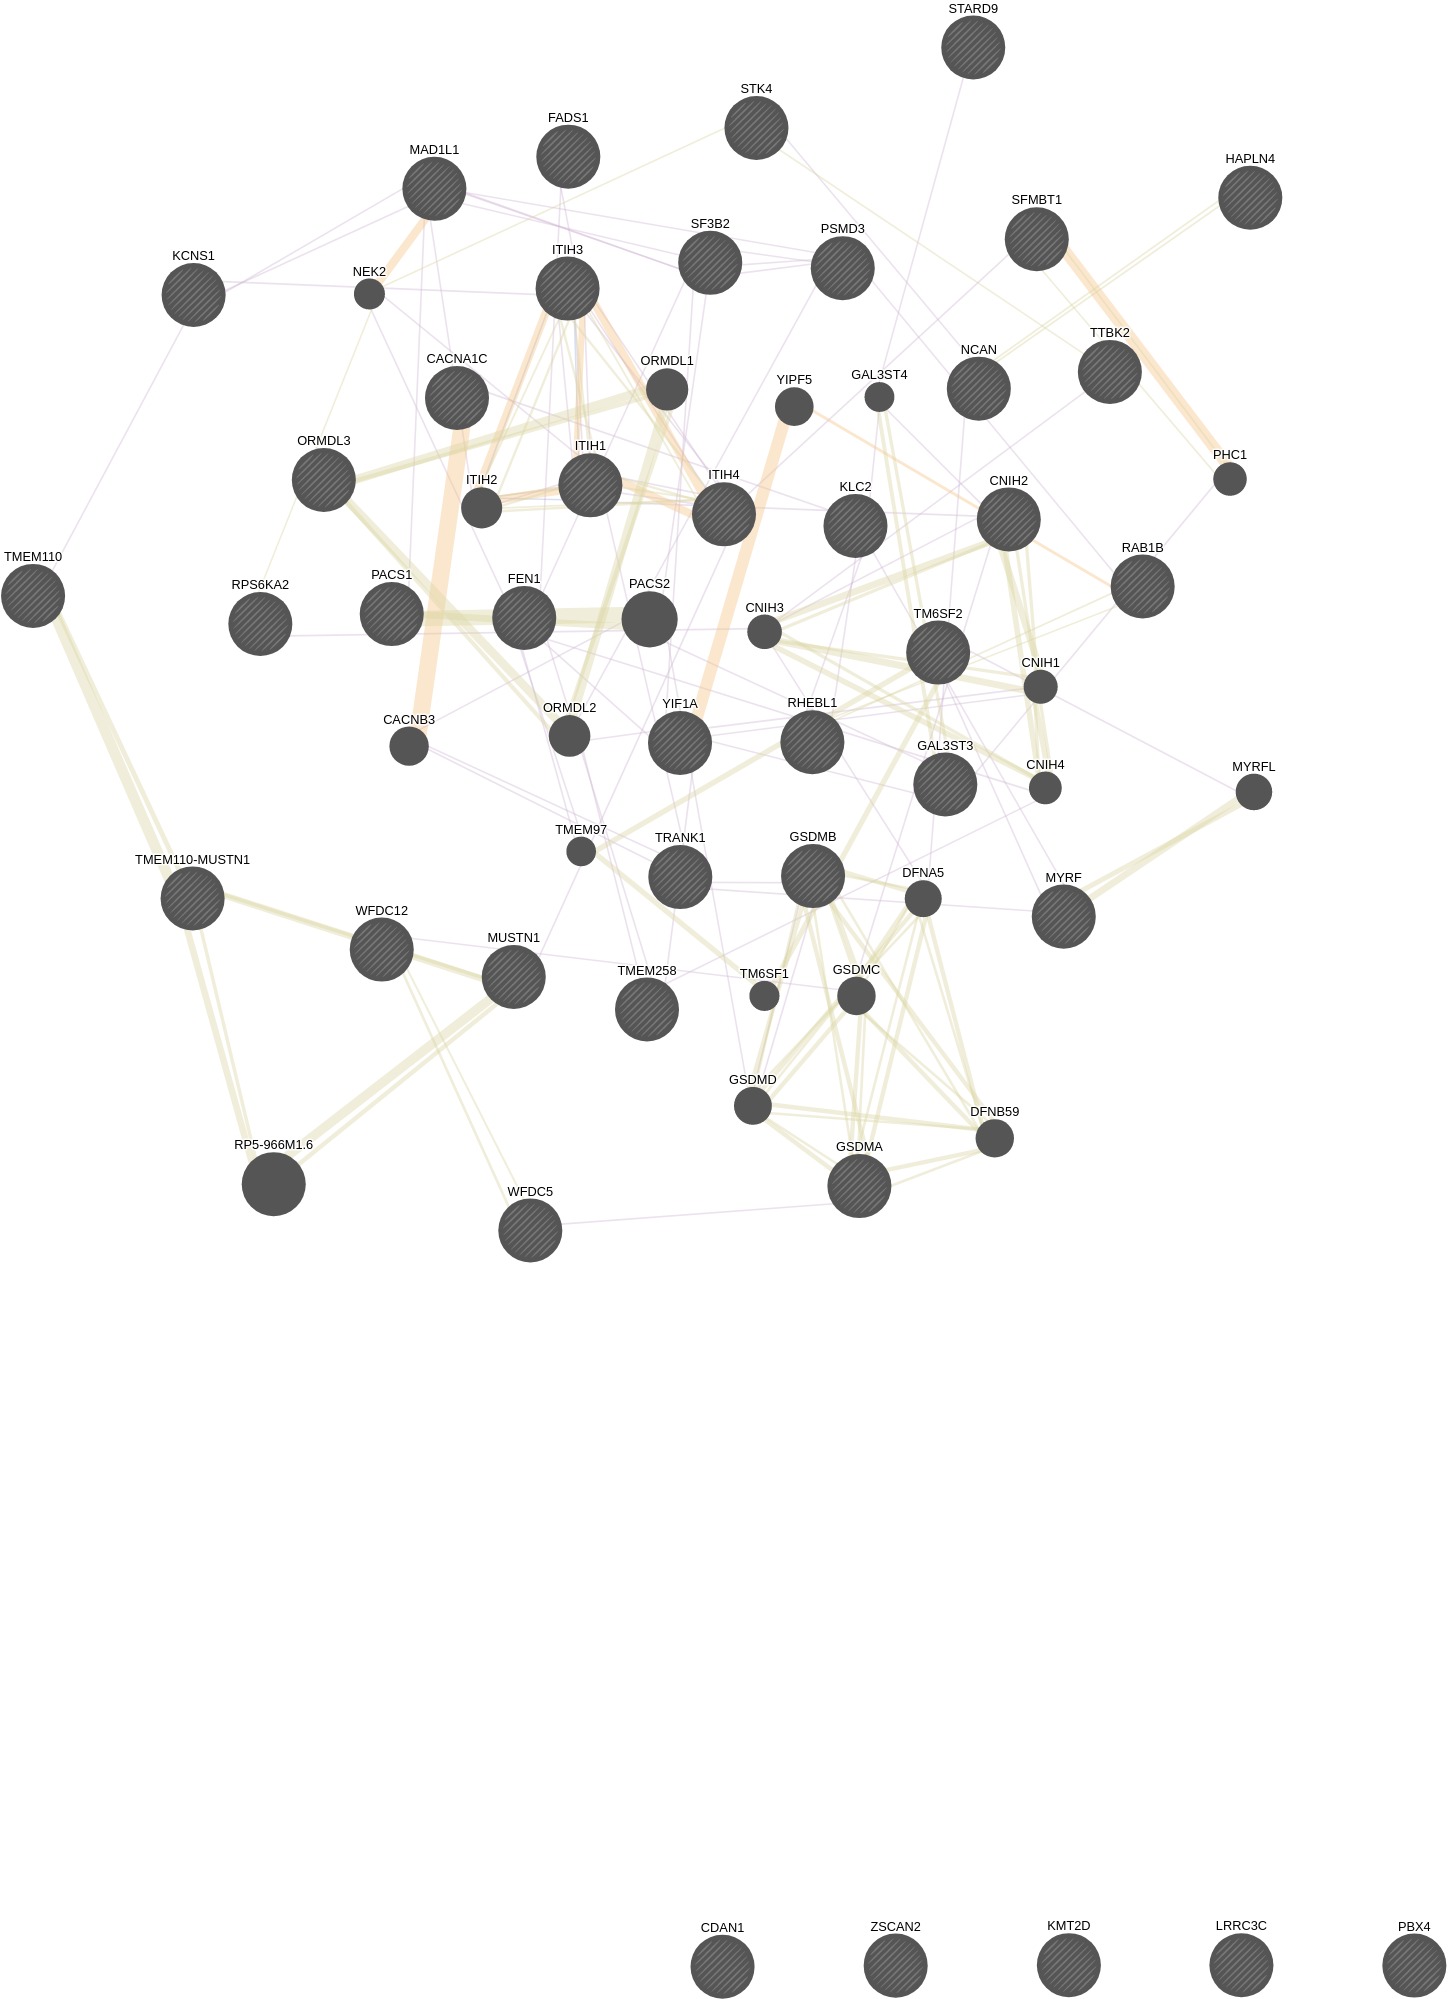 STARD9
STK4
FADS1
MAD1L1
HAPLN4
SFMBT1
SF3B2
PSMD3
ITIH3
KCNS1
NEK2
TTBK2
NCAN
CACNA1C
ORMDL1
GAL3ST4
YIPF5
ORMDL3
ITIH1
PHC1
ITIH4
ITIH2
CNIH2
KLC2
RAB1B
TMEM110
PACS1
FEN1
RPS6KA2
PACS2
CNIH3
TM6SF2
CNIH1
RHEBL1
YIF1A
ORMDL2
CACNB3
GAL3ST3
CNIH4
MYRFL
TMEM97
TRANK1
GSDMB
TMEM110-MUSTN1
DFNA5
MYRF
WFDC12
MUSTN1
TMEM258
TM6SF1
GSDMC
GSDMD
DFNB59
RP5-966M1.6
GSDMA
WFDC5
CDAN1
ZSCAN2
KMT2D
LRRC3C
PBX4